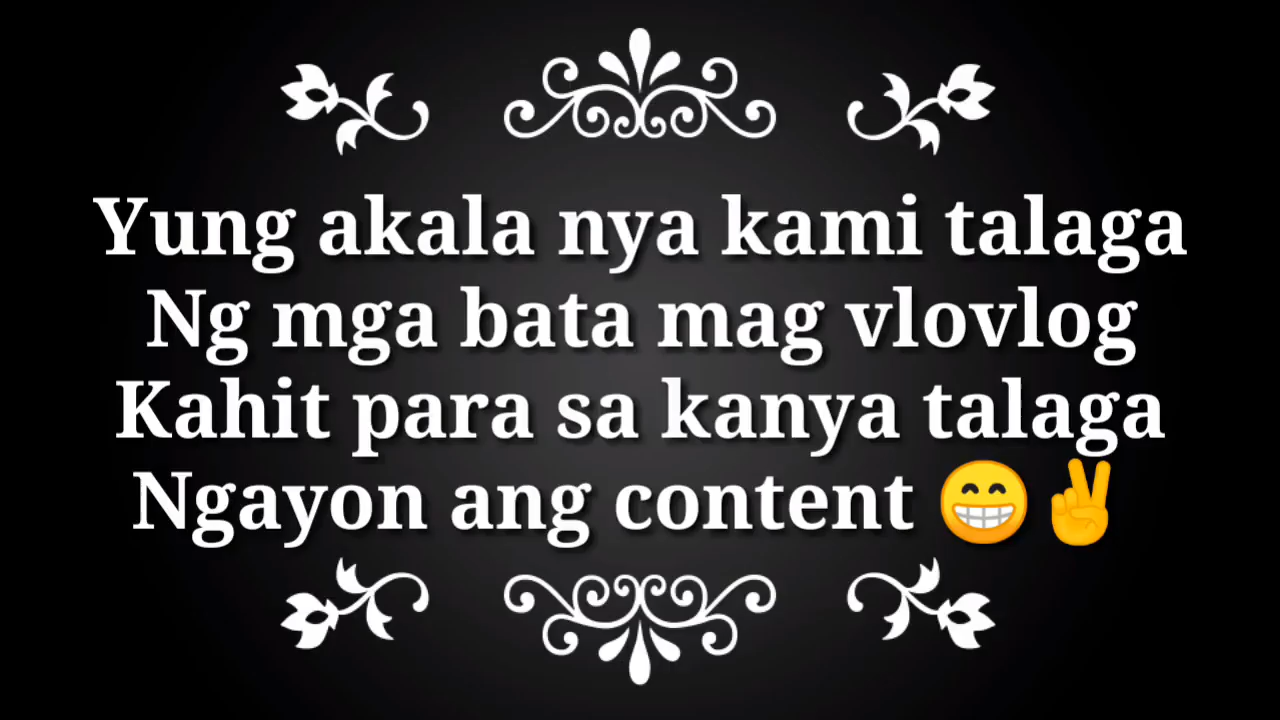 Yung akala nya kami talaga
Ng mga bata mag vlovlog
Kahit para sa kanya talaga
Ngayon ang content 😁✌